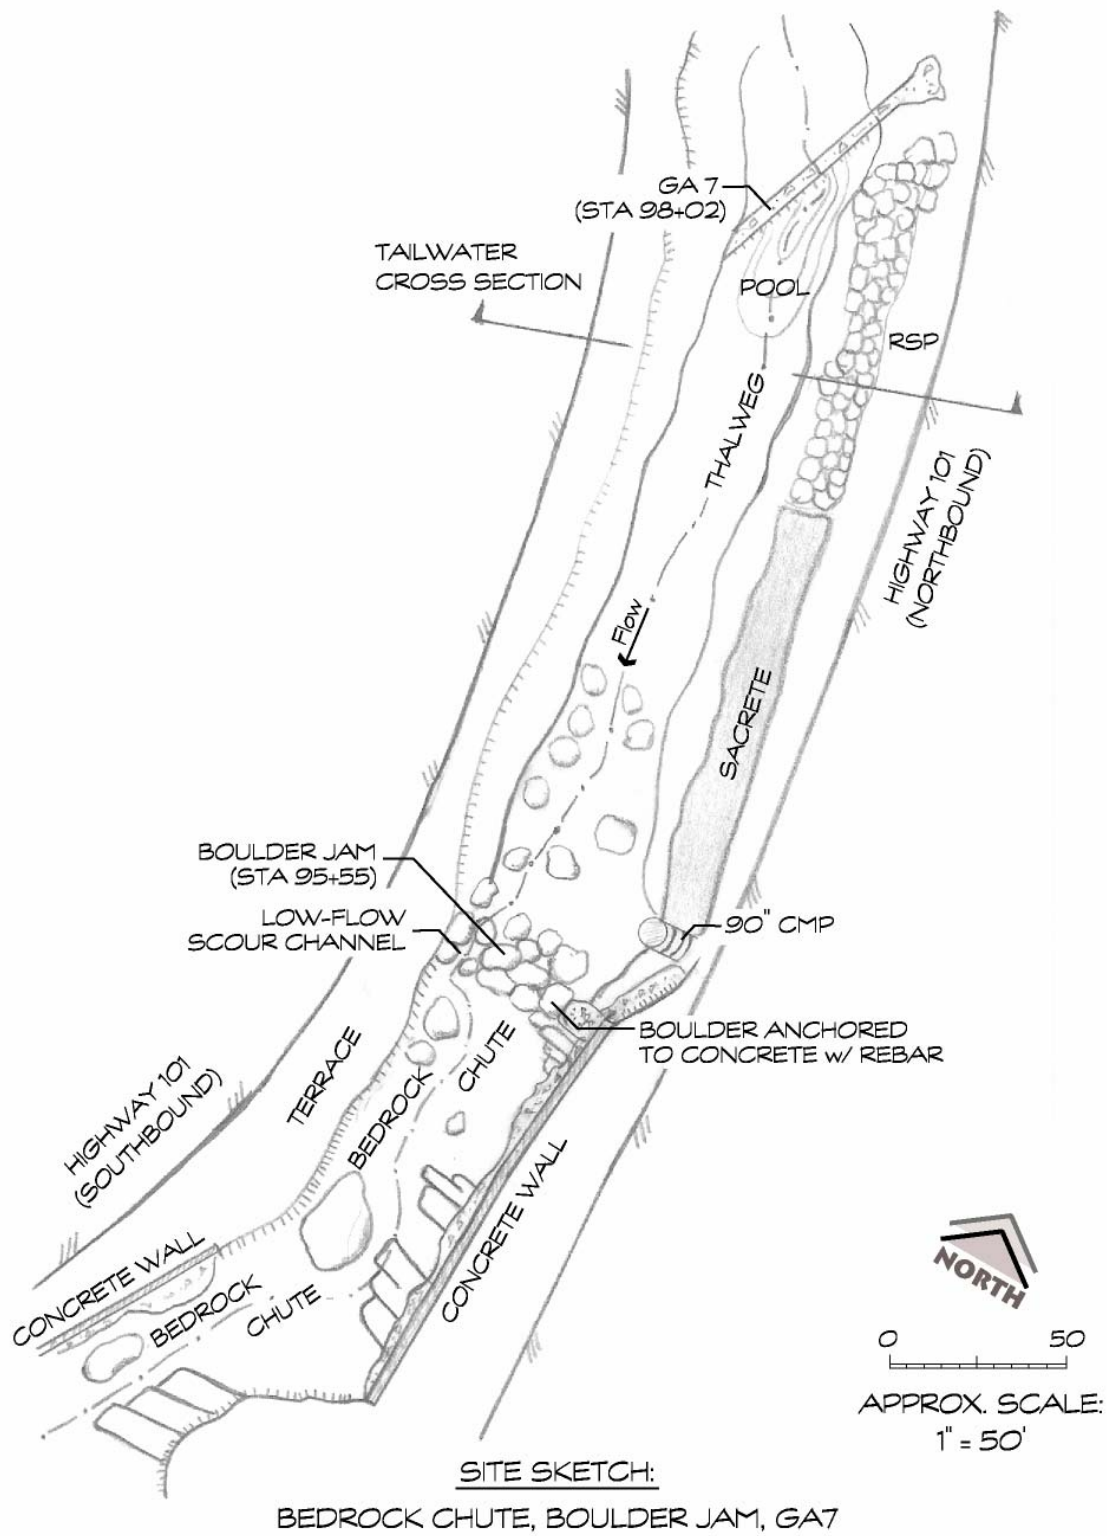 GA 7
(STA 98+02)
TAILWATER
CROSS SECTION
POOL
RSP
THALWEG
HIGHWAY 101
(NORTHBOUND)
Flow
SACRETE
BOULDER JAM
(STA 95+55)
LOW-FLOW
SCOUR CHANNEL
90" CMP
BOULDER ANCHORED
TO CONCRETE w/ REBAR
CHUTE
BEDROCK
TERRACE
HIGHWAY 101
(SOUTHBOUND)
CONCRETE WALL
CONCRETE WALL
BEDROCK
CHUTE
NORTH
0 50
APPROX. SCALE:
1" = 50'
SITE SKETCH:
BEDROCK CHUTE, BOULDER JAM, GA7